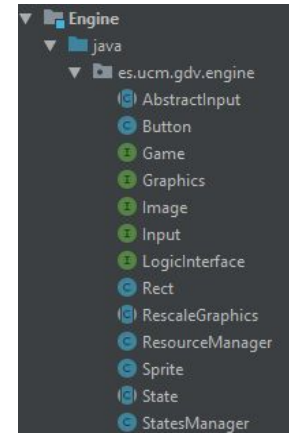 Engine
java
es.ucm.gdv.engine
AbstractInput
Button
Game
Graphics
Image
Input
LogicInterface
Rect
RescaleGraphics
ResourceManager
Sprite
State
StatesManager